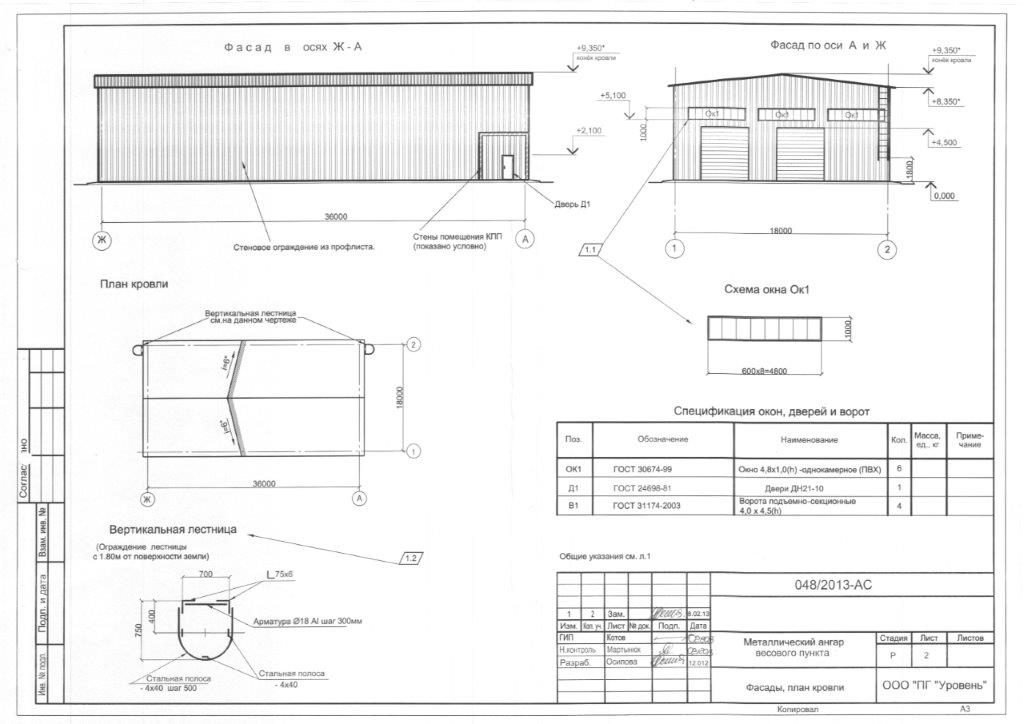 Фасад в осях Ж-А
+9,350*
конёк кровли
+2,100
Дверь Д1
36000
Ж
А
Стеновое ограждение из профлиста.
Стены помещения КПП
(показано условно)
Фасад по оси А и Ж
+9,350*
конёк кровли
+8,350*
+5,100
1000
Ок1
Ок1
Ок1
+4,500
1800
0,000
18000
1
2
1.1
План кровли
Вертикальная лестница
см.на данном чертеже
2
18000
1
36000
Ж
А
Схема окна Ок1
1000
600х8=4800
Спецификация окон, дверей и ворот
Поз. Обозначение Наименование Кол. Масса, ед., кг Приме-
чание
ОК1 ГОСТ 30674-99 Окно 4,8х1,0(h) -однокамерное (ПВХ) 6
Д1 ГОСТ 24698-81 Двери ДН21-10 1
В1 ГОСТ 31174-2003 Ворота подъемно-секционные
4,0 х 4,5(h) 4
Вертикальная лестница
(Ограждение лестницы
с 1.80м от поверхности земли)
1.2
700
75х6
400
750
Арматура Ø18 АI шаг 300мм
Стальная полоса
- 4х40 шаг 500
Стальная полоса
- 4х40
Общие указания см. л.1
048/2013-АС
1 2 Зам. 8.02.13
Изм. Кол. уч. Лист № док. Подп. Дата
ГИП Котов
Н.контроль Мартынюк
Разраб. Осипова 12.012
Металлический ангар
весового пункта
Стадия Лист Листов
Р 2
Фасады, план кровли
ООО "ПГ "Уровень"
Копировал А3
Согласовано
Взам. инв. №
Подп. и дата
Инв. № подл.